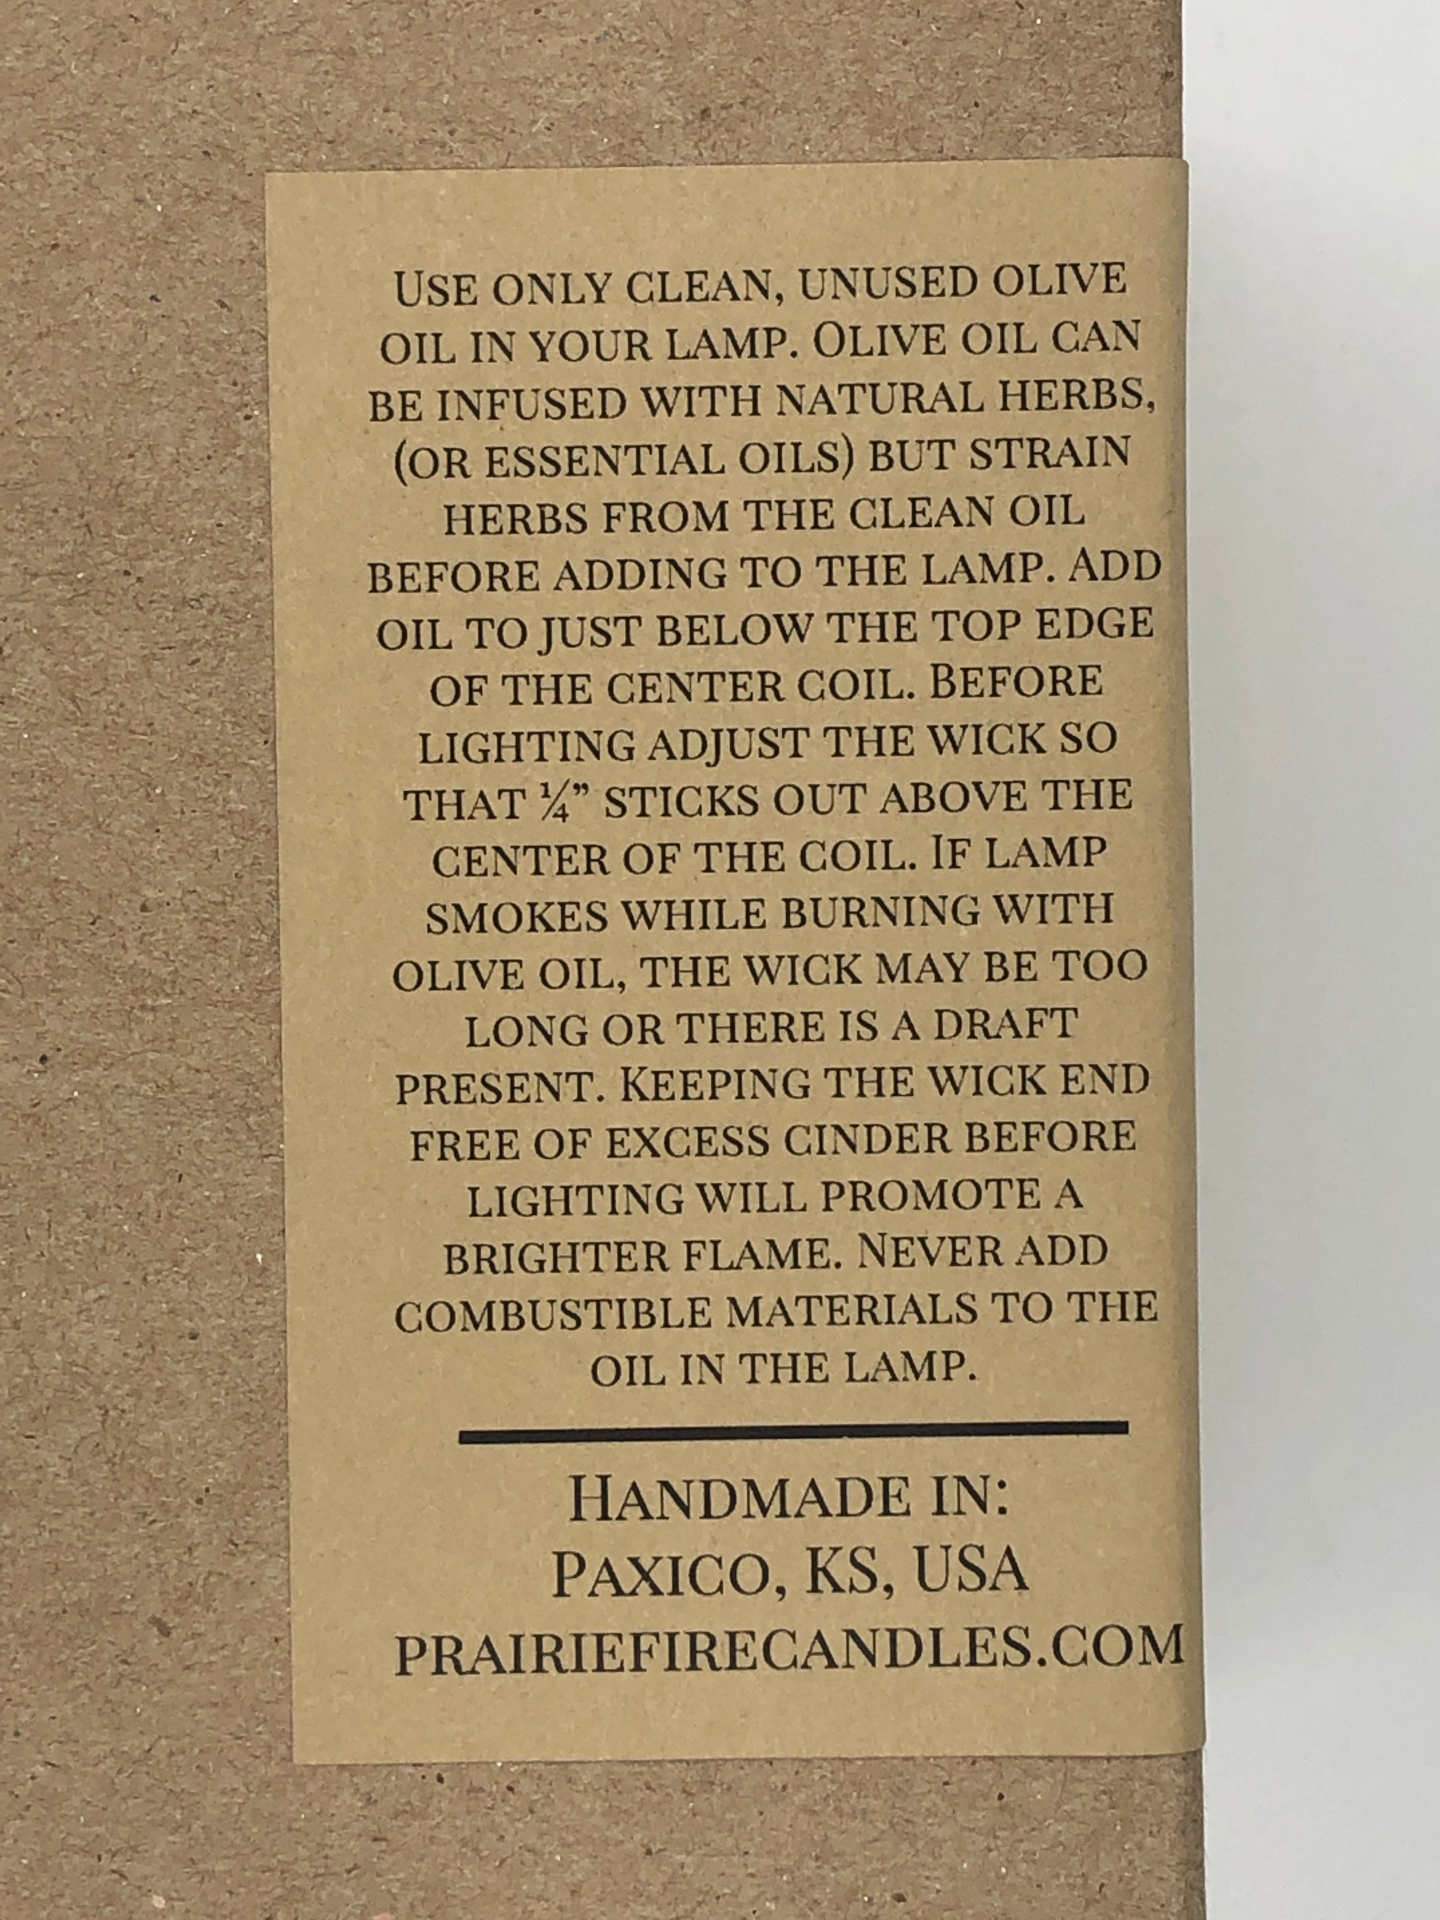 Use only clean, unused olive
oil in your lamp. Olive oil can
be infused with natural herbs,
(or essential oils) but strain
herbs from the clean oil
before adding to the lamp. Add
oil to just below the top edge
of the center coil. Before
lighting adjust the wick so
that ¼” sticks out above the
center of the coil. If lamp
smokes while burning with
olive oil, the wick may be too
long or there is a draft
present. Keeping the wick end
free of excess cinder before
lighting will promote a
brighter flame. Never add
combustible materials to the
oil in the lamp.
Handmade in:
Paxico, KS, USA
prairiefirecandles.com